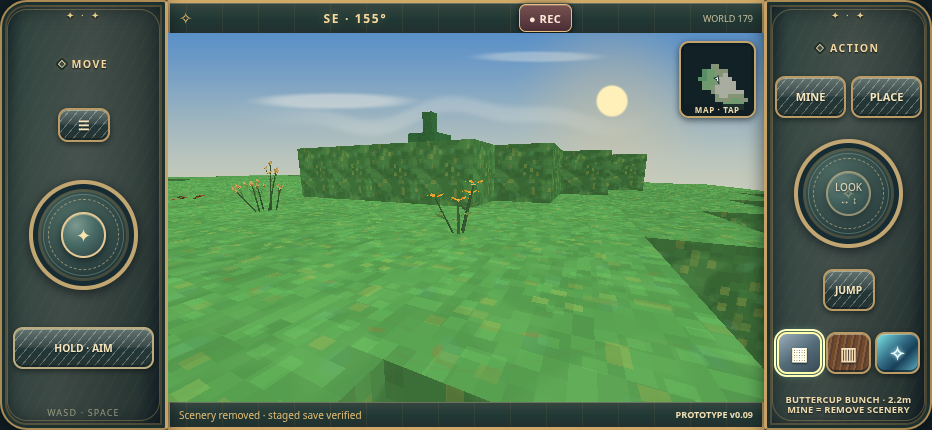 MOVE
☰
HOLD · AIM
WASD · SPACE
SE · 155°
● REC
WORLD 179
MAP · TAP
Scenery removed · staged save verified
PROTOTYPE v0.09
ACTION
MINE
PLACE
LOOK
↔ ↕
JUMP
BUTTERCUP BUNCH · 2.2m
MINE = REMOVE SCENERY